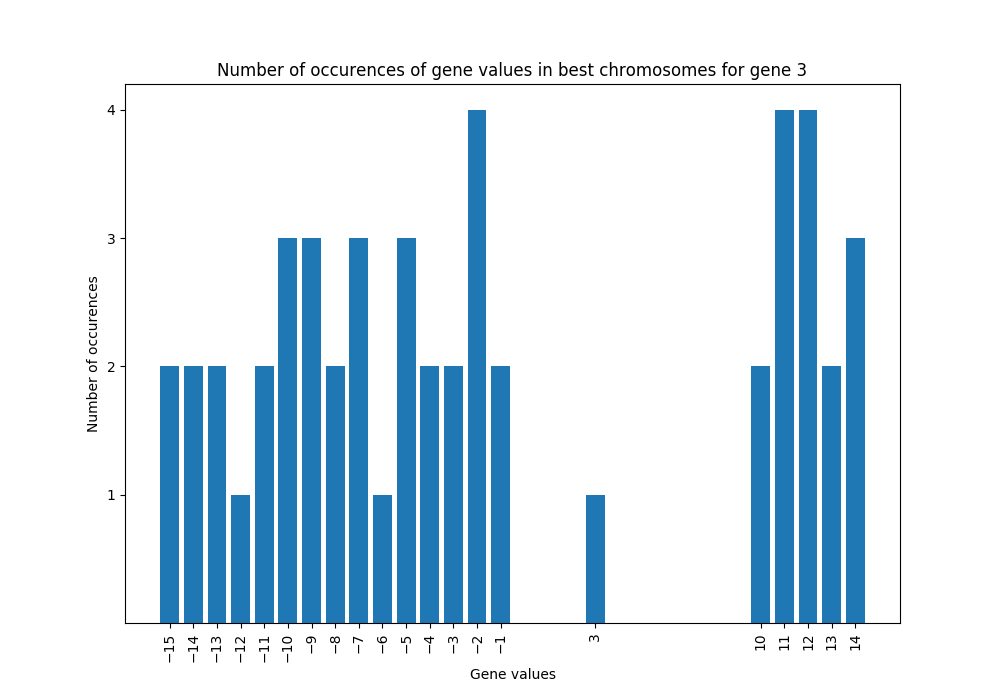 Number of occurences of gene values in best chromosomes for gene 3
Number of occurences
4
3
2
1
−15 −14 −13 −12 −11 −10 −9 −8 −7 −6 −5 −4 −3 −2 −1 3 10 11 12 13 14
Gene values